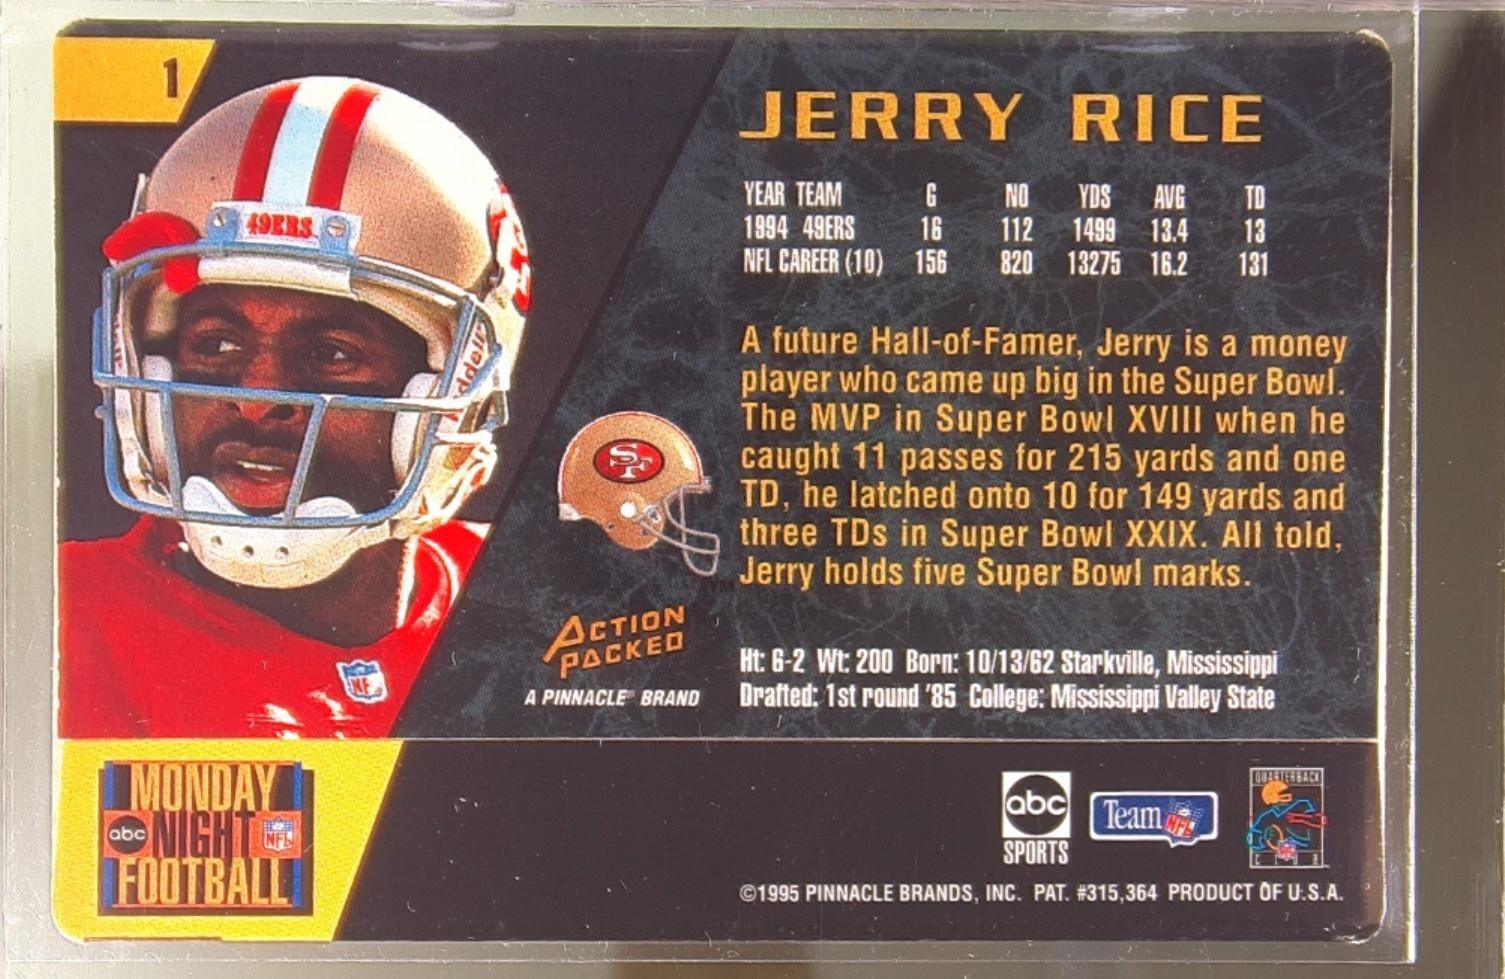 1
JERRY RICE
YEAR TEAM G NO YDS AVG TD
1994 49ERS 16 112 1499 13.4 13
NFL CAREER (10) 156 820 13275 16.2 131
A future Hall-of-Famer, Jerry is a money
player who came up big in the Super Bowl.
The MVP in Super Bowl XVIII when he
caught 11 passes for 215 yards and one
TD, he latched onto 10 for 149 yards and
three TDs in Super Bowl XXIX. All told,
Jerry holds five Super Bowl marks.
Ht: 6-2 Wt: 200 Born: 10/13/62 Starkville, Mississippi
Drafted: 1st round '85 College: Mississippi Valley State
49ERS
ddell
NFL
SF
ACTION
PACKED
A PINNACLE® BRAND
MONDAY
abc NIGHT NFL
FOOTBALL
abc
SPORTS
Team NFL
QUARTERBACK
©1995 PINNACLE BRANDS, INC. PAT. #315,364 PRODUCT OF U.S.A.